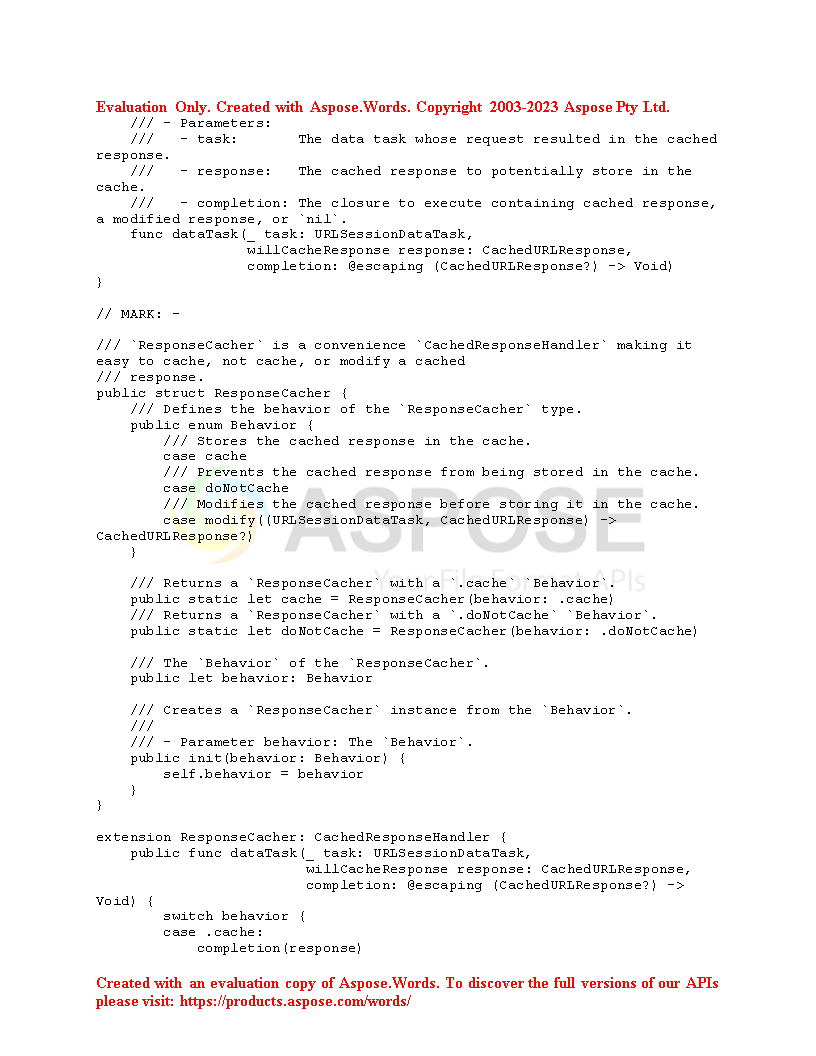 Evaluation Only. Created with Aspose.Words. Copyright 2003-2023 Aspose Pty Ltd.
    /// - Parameters:
    ///   - task:       The data task whose request resulted in the cached
response.
    ///   - response:   The cached response to potentially store in the
cache.
    ///   - completion: The closure to execute containing cached response,
a modified response, or `nil`.
    func dataTask(_ task: URLSessionDataTask,
                  willCacheResponse response: CachedURLResponse,
                  completion: @escaping (CachedURLResponse?) -> Void)
}

// MARK: -

/// `ResponseCacher` is a convenience `CachedResponseHandler` making it
easy to cache, not cache, or modify a cached
/// response.
public struct ResponseCacher {
    /// Defines the behavior of the `ResponseCacher` type.
    public enum Behavior {
        /// Stores the cached response in the cache.
        case cache
        /// Prevents the cached response from being stored in the cache.
        case doNotCache
        /// Modifies the cached response before storing it in the cache.
        case modify((URLSessionDataTask, CachedURLResponse) ->
CachedURLResponse?)
    }
ASPOSE
Your File Format APIs

    /// Returns a `ResponseCacher` with a `.cache` `Behavior`.
    public static let cache = ResponseCacher(behavior: .cache)
    /// Returns a `ResponseCacher` with a `.doNotCache` `Behavior`.
    public static let doNotCache = ResponseCacher(behavior: .doNotCache)

    /// The `Behavior` of the `ResponseCacher`.
    public let behavior: Behavior

    /// Creates a `ResponseCacher` instance from the `Behavior`.
    ///
    /// - Parameter behavior: The `Behavior`.
    public init(behavior: Behavior) {
        self.behavior = behavior
    }
}

extension ResponseCacher: CachedResponseHandler {
    public func dataTask(_ task: URLSessionDataTask,
                         willCacheResponse response: CachedURLResponse,
                         completion: @escaping (CachedURLResponse?) ->
Void) {
        switch behavior {
        case .cache:
            completion(response)

Created with an evaluation copy of Aspose.Words. To discover the full versions of our APIs
please visit: https://products.aspose.com/words/